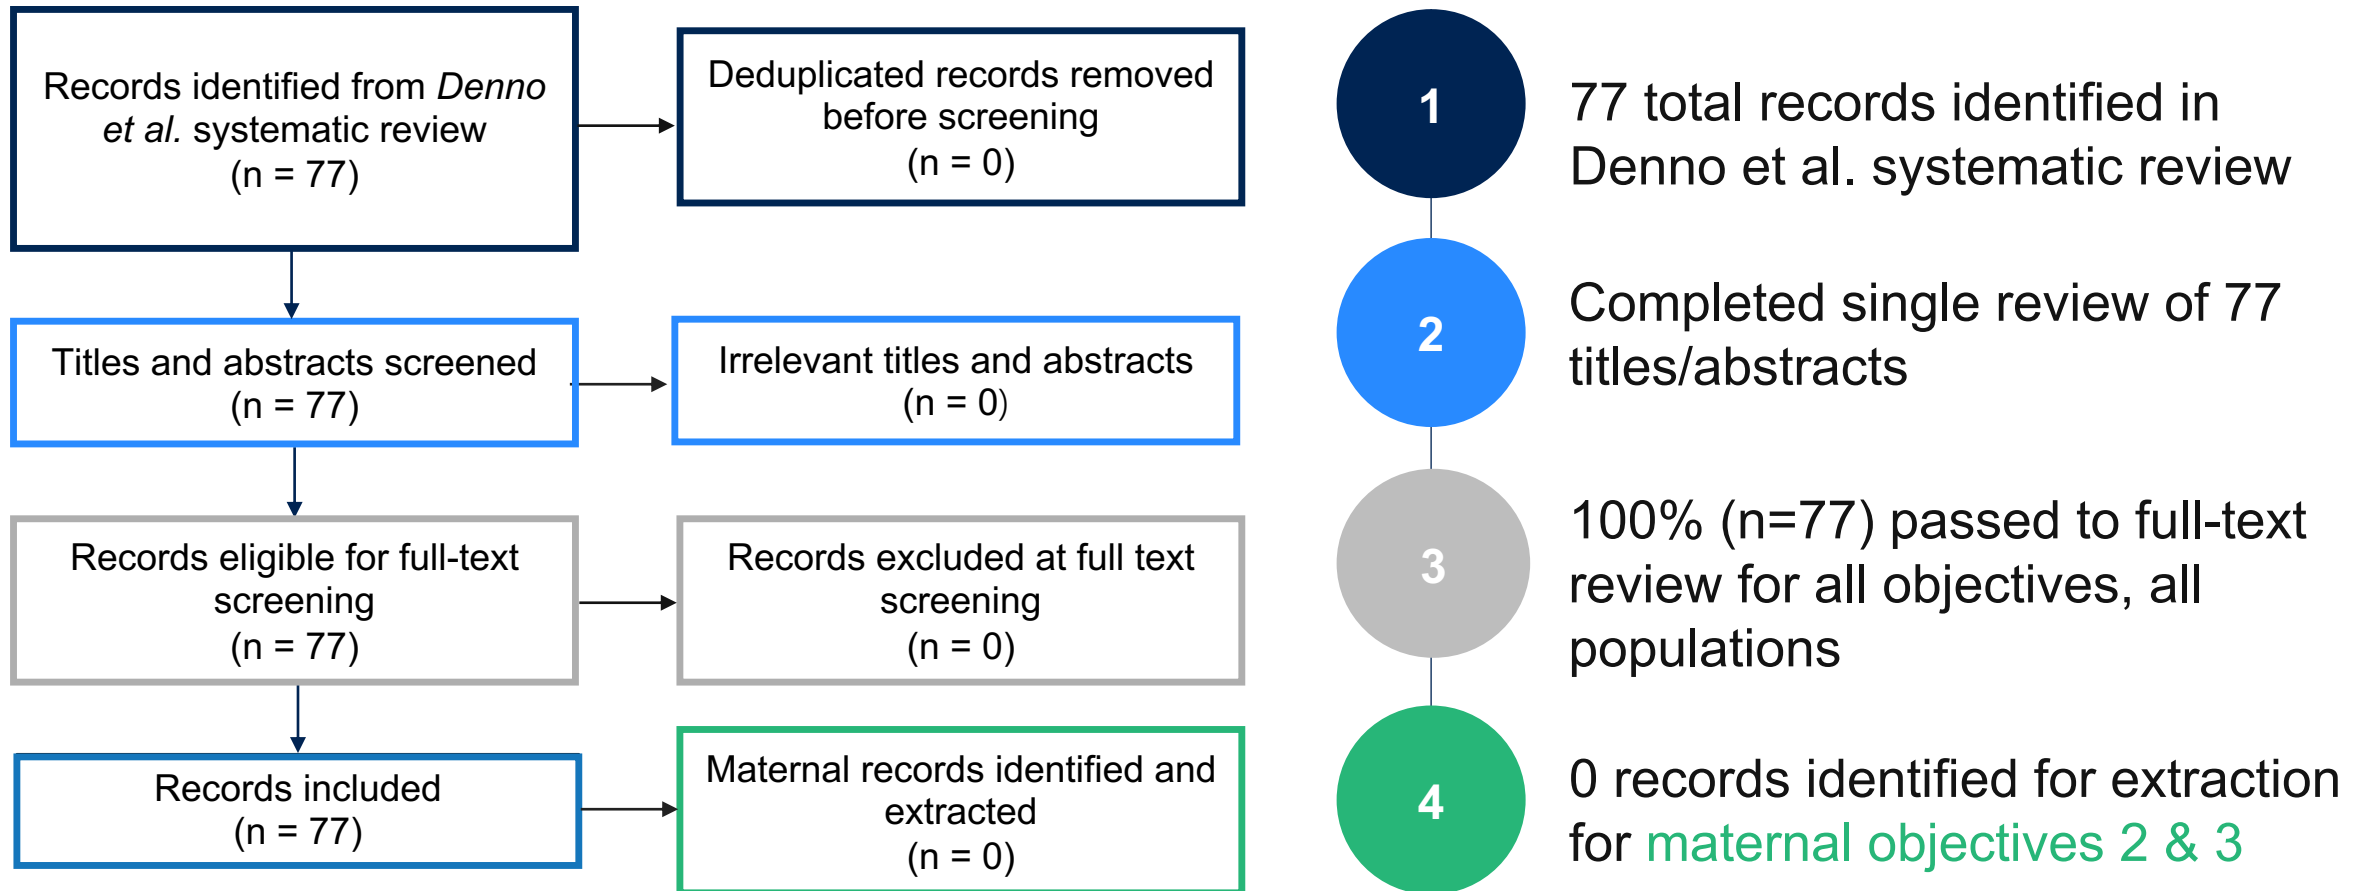 Records identified from Denno
et al. systematic review
(n = 77)
Deduplicated records removed
before screening
(n = 0)
Titles and abstracts screened
(n = 77)
Irrelevant titles and abstracts
(n = 0)
Records eligible for full-text
screening
(n = 77)
Records excluded at full text
screening
(n = 0)
Records included
(n = 77)
Maternal records identified and
extracted
(n = 0)
1
77 total records identified in
Denno et al. systematic review
2
Completed single review of 77
titles/abstracts
3
100% (n=77) passed to full-text
review for all objectives, all
populations
4
0 records identified for extraction
for maternal objectives 2 & 3